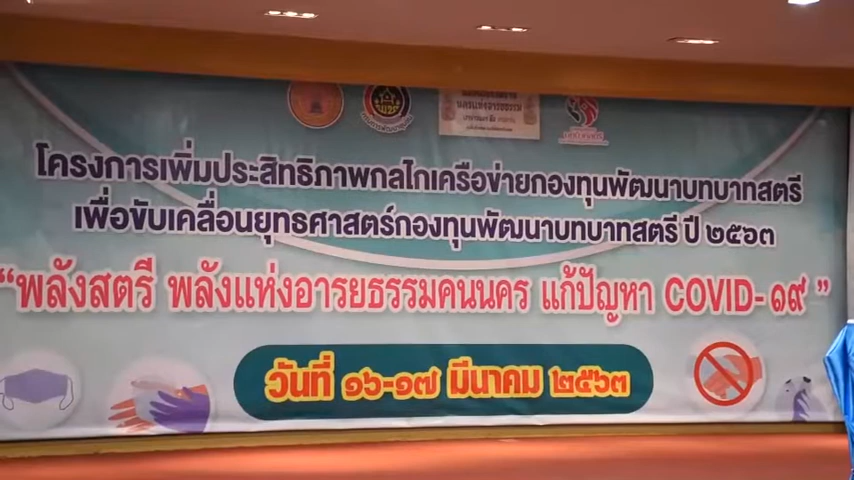 โครงการเพิ่มประสิทธิภาพกลไกเครือข่ายกองทุนพัฒนาบทบาทสตรี
เพื่อขับเคลื่อนยุทธศาสตร์กองทุนพัฒนาบทบาทสตรี ปี ๒๕๖๓
"พลังสตรี พลังแห่งอารยธรรมคนนคร แก้ปัญหา COVID-๑๙"
วันที่ ๑๖-๑๗ มีนาคม ๒๕๖๓